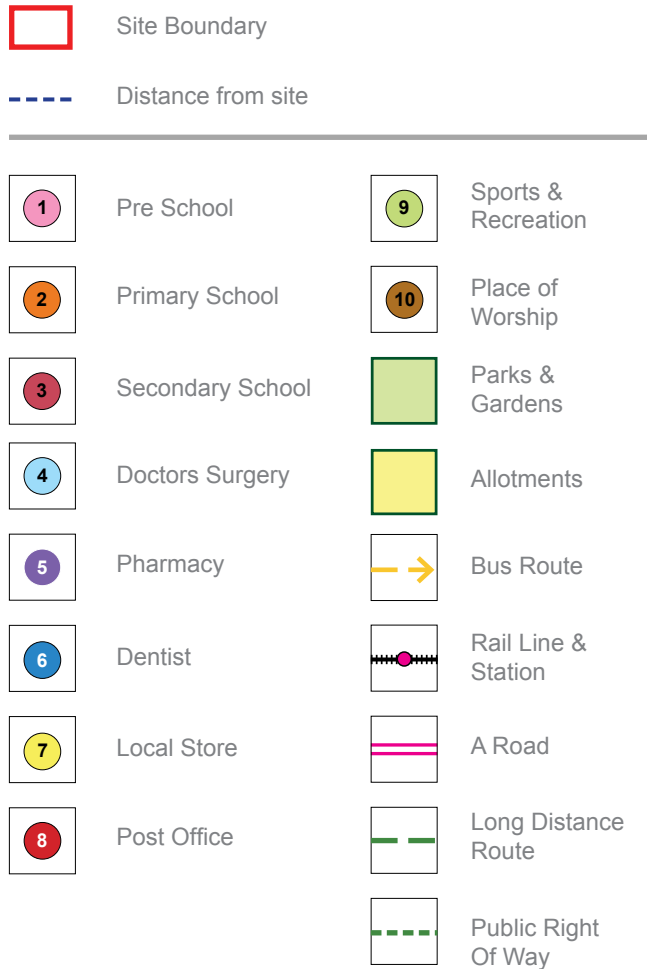 Site Boundary
Distance from site
1
Pre School
2
Primary School
3
Secondary School
4
Doctors Surgery
5
Pharmacy
6
Dentist
7
Local Store
8
Post Office
9
Sports &
Recreation
10
Place of
Worship
Parks &
Gardens
Allotments
Bus Route
Rail Line &
Station
A Road
Long Distance
Route
Public Right
Of Way